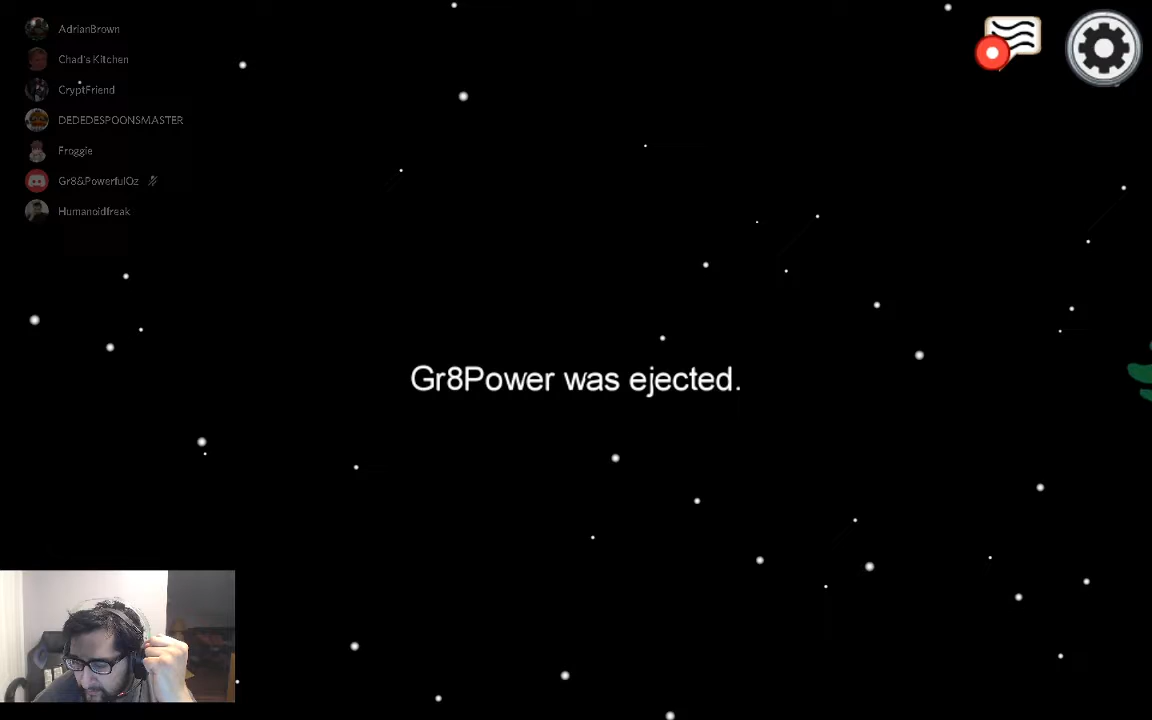 AdrianBrown
Chad's Kitchen
CryptFriend
DEDEDESPOONSMASTER
Froggie
Gr8&PowerfulOz
Humanoidfreak
Gr8Power was ejected.